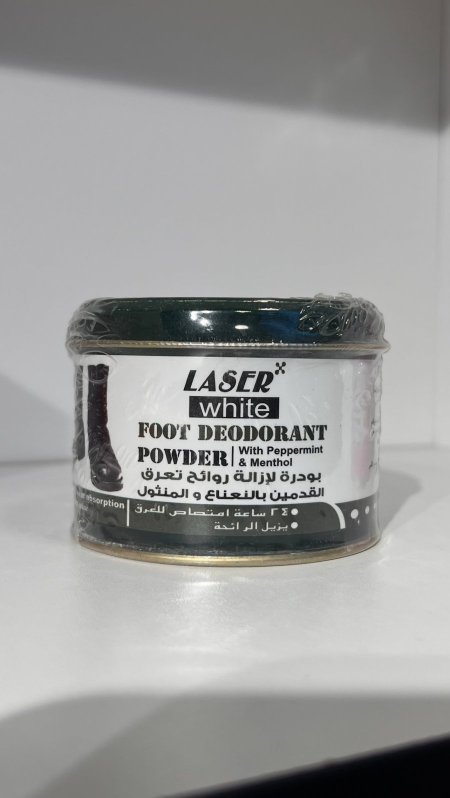 LASER
white
FOOT DEODORANT
POWDER
With Peppermint
& Menthol
بودرة لإزالة روائح تعرق
القدمين بالنعناع و المنثول
absorption
• ٢٤ ساعة امتصاص للعرق
• يزيل الرائحة